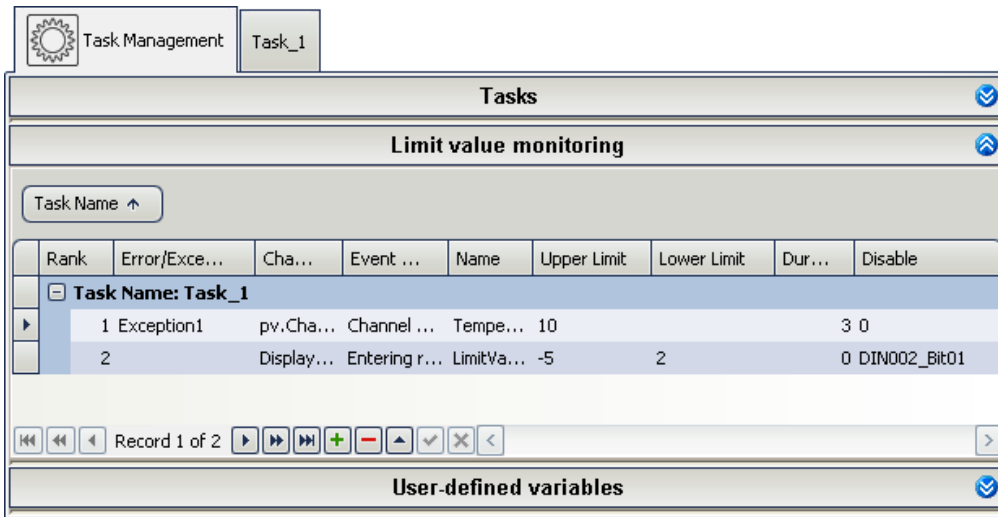 Task Management Task_1
Tasks
Limit value monitoring
Task Name
Rank Error/Exce... Cha... Event ... Name Upper Limit Lower Limit Dur... Disable
Task Name: Task_1
1 Exception1 pv.Cha... Channel ... Tempe... 10 3 0
2 Display... Entering r... LimitVa... -5 2 0 DIN002_Bit01
Record 1 of 2
User-defined variables